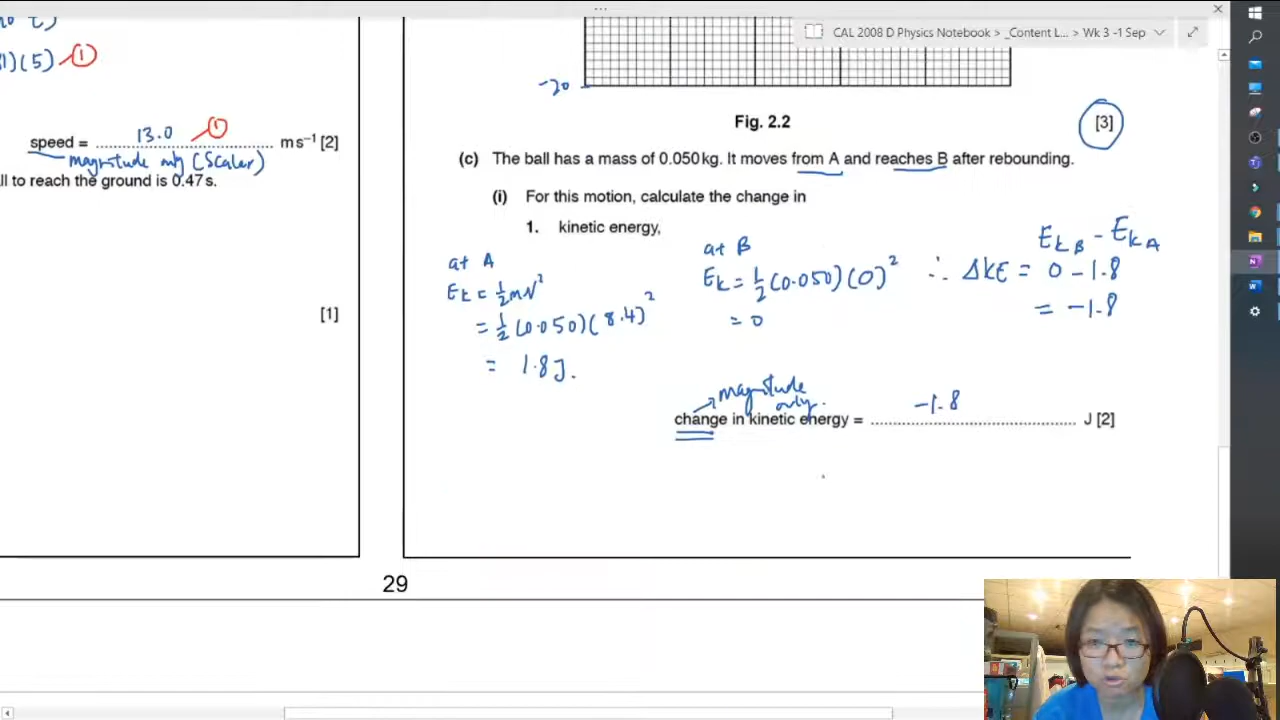 CAL 2008 D Physics Notebook > _Content L... > Wk 3 -1 Sep
(5)
①
speed = 13.0 ① m s⁻¹ [2]
magnitude only (scalar)
ll to reach the ground is 0.47 s.
[1]
-20
Fig. 2.2
[3]
(c) The ball has a mass of 0.050 kg. It moves from A and reaches B after rebounding.
(i) For this motion, calculate the change in
1. kinetic energy,
at A
Ek = ½mv²
= ½(0.050)(8.4)²
= 1.8J.
at B
Ek = ½(0.050)(0)²
= 0
EkB - EkA
∴ ΔKE = 0 - 1.8
= -1.8
magnitude only.
change in kinetic energy = -1.8 J [2]
29